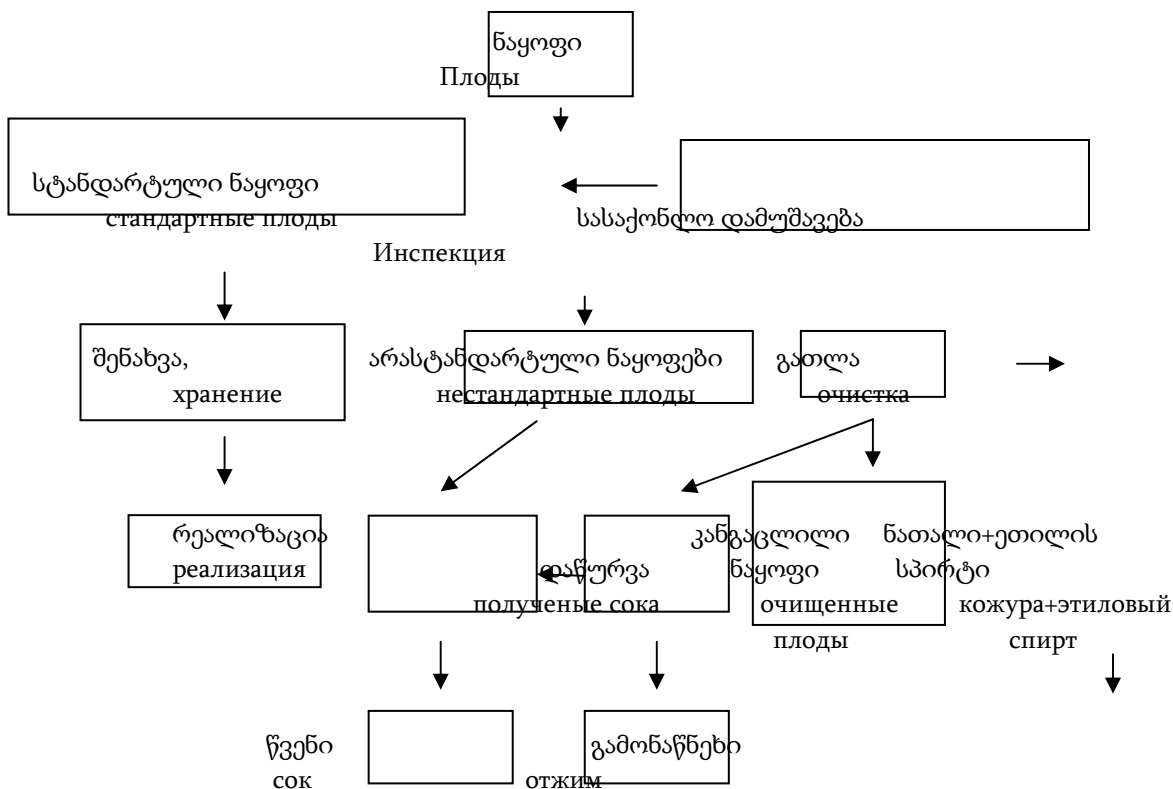 ნაყოფი
Плоды
სტანდარტული ნაყოფი
стандартные плоды სასაქონლო დამუშავება
Инспекция
შენახვა, არასტანდარტული ნაყოფები გათლა
хранение нестандартные плоды очистка
რეალიზაცია კანგაცლილი ნათალი+ეთილის
реализация დაწურვა ნაყოფი სპირტი
полученые сока очищенные кожура+этиловый
плоды спирт
წვენი გამონაწნეხი
сок отжим